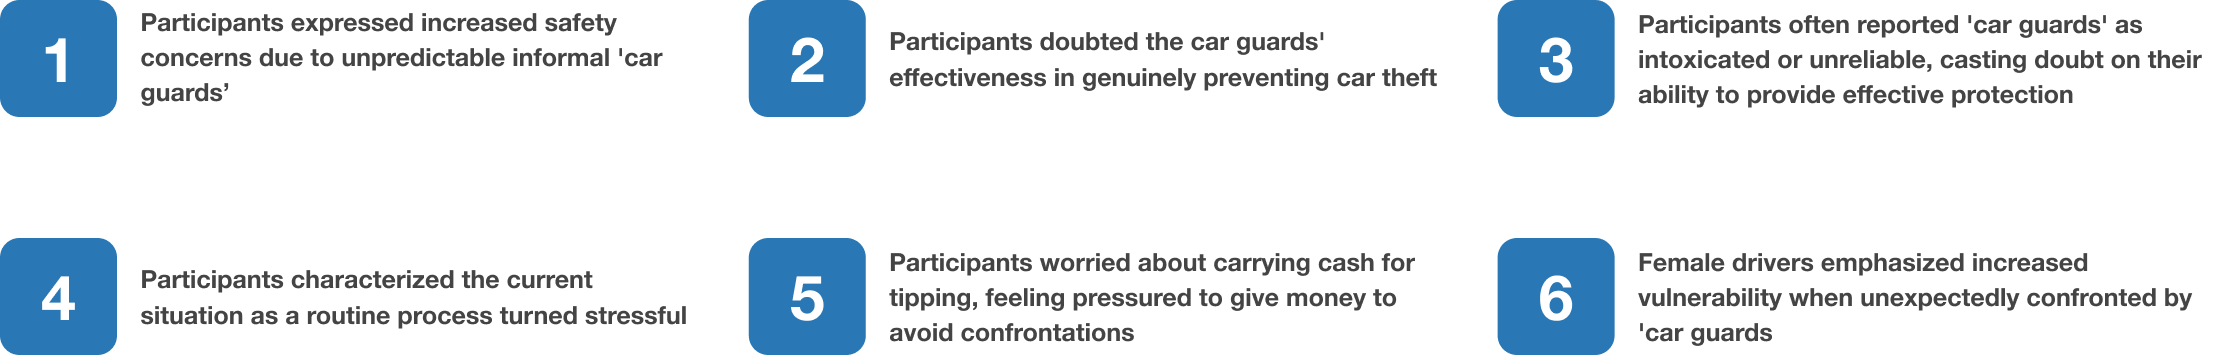 1
Participants expressed increased safety
concerns due to unpredictable informal 'car
guards’
2
Participants doubted the car guards'
effectiveness in genuinely preventing car theft
3
Participants often reported 'car guards' as
intoxicated or unreliable, casting doubt on their
ability to provide effective protection
4
Participants characterized the current
situation as a routine process turned stressful
5
Participants worried about carrying cash for
tipping, feeling pressured to give money to
avoid confrontations
6
Female drivers emphasized increased
vulnerability when unexpectedly confronted by
'car guards